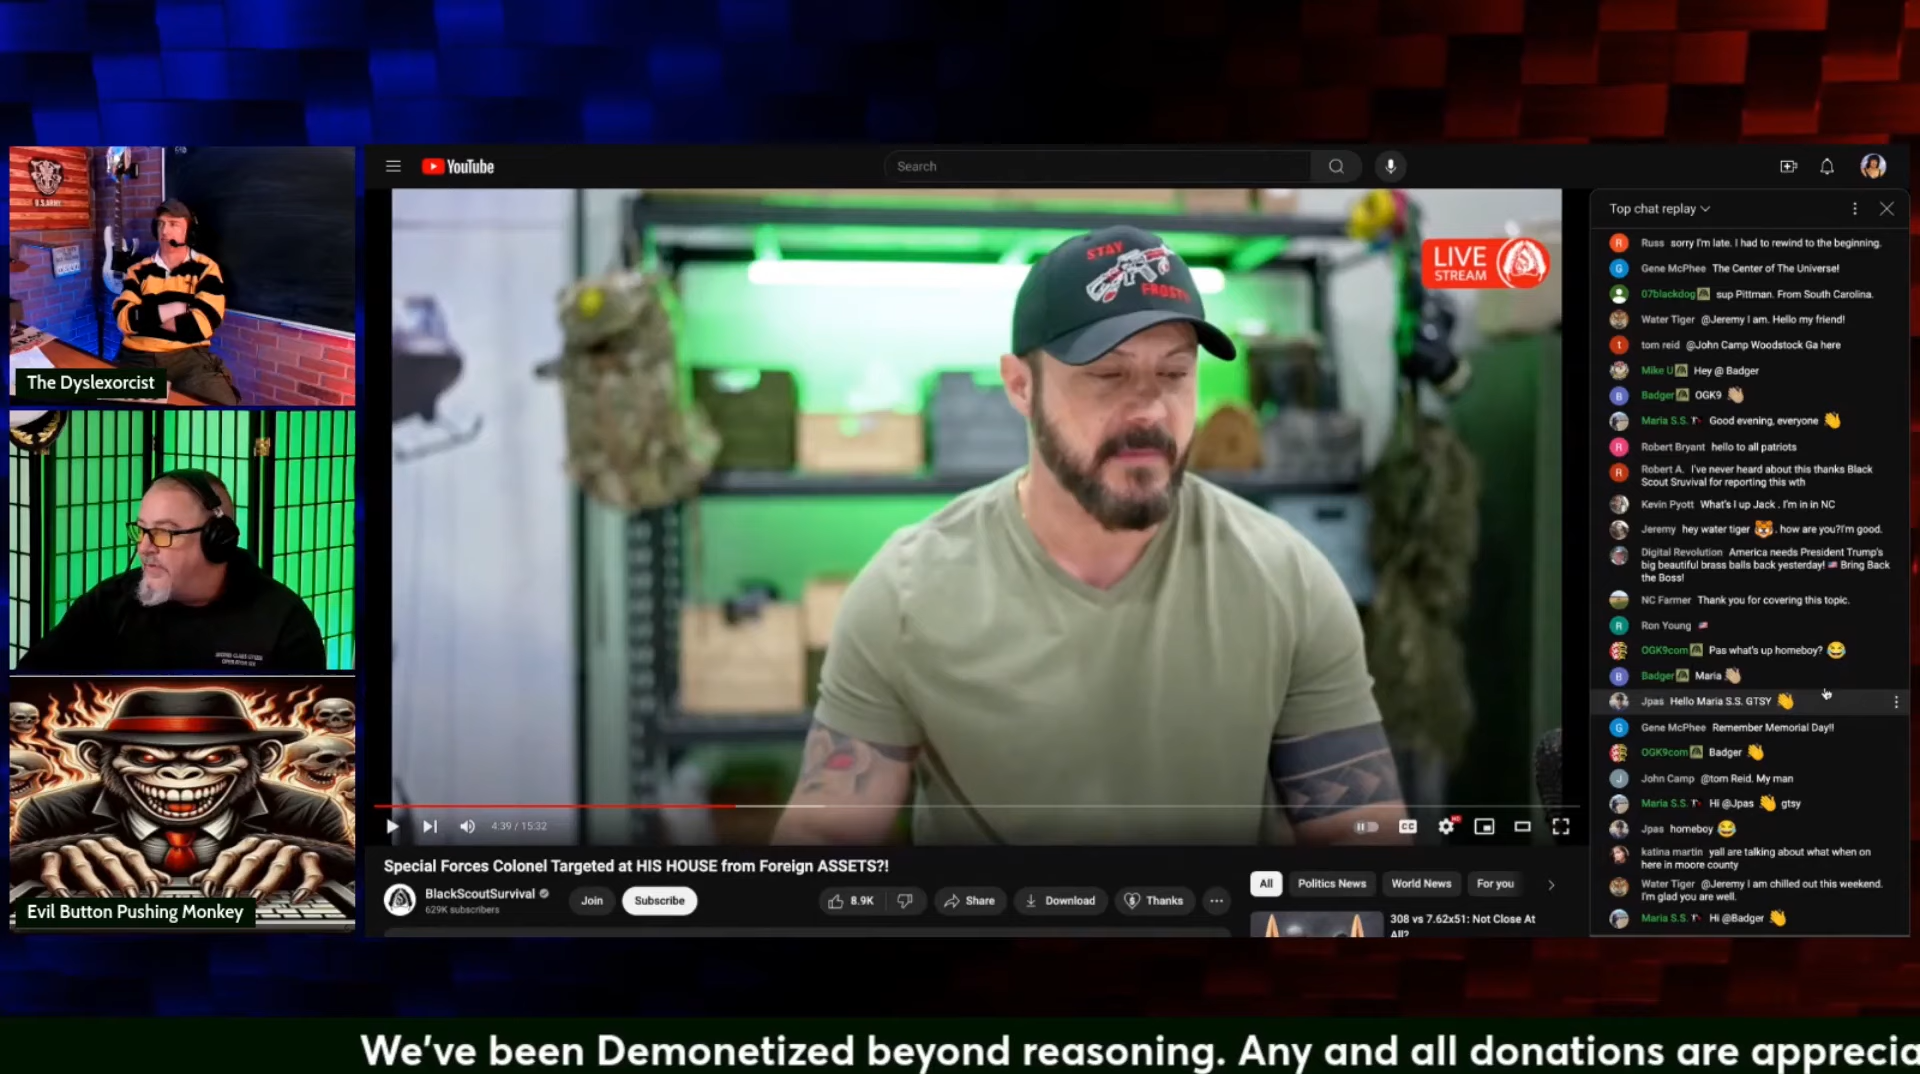 U.S. ARMY
The Dyslexorcist
Evil Button Pushing Monkey
YouTube
Search
STAY
FROSTY
LIVE
STREAM
4:39 / 15:32
CC
HD
Special Forces Colonel Targeted at HIS HOUSE from Foreign ASSETS?!
BlackScoutSurvival
629K subscribers
Join
Subscribe
8.9K
Share
Download
Thanks
All
Politics News
World News
For you
308 vs 7.62x51: Not Close At
All?
Top chat replay
Russ sorry I'm late. I had to rewind to the beginning.
Gene McPhee The Center of The Universe!
07blackdog sup Pittman. From South Carolina.
Water Tiger @Jeremy I am. Hello my friend!
tom reid @John Camp Woodstock Ga here
Mike U Hey @ Badger
Badger OGK9 👋
Maria S.S. Good evening, everyone 👋
Robert Bryant hello to all patriots
Robert A. I've never heard about this thanks Black
Scout Sruvival for reporting this wth
Kevin Pyott What's I up Jack . I'm in in NC
Jeremy hey water tiger 🐯. how are you?I'm good.
Digital Revolution America needs President Trump's
big beautiful brass balls back yesterday! 🇺🇸 Bring Back
the Boss!
NC Farmer Thank you for covering this topic.
Ron Young 🇺🇸
OGK9com Pas what's up homeboy? 😂
Badger Maria 👋
Jpas Hello Maria S.S. GTSY 👋
Gene McPhee Remember Memorial Day!!
OGK9com Badger 👋
John Camp @tom Reid. My man
Maria S.S. Hi @Jpas 👋 gtsy
Jpas homeboy 😂
katina martin yall are talking about what when on
here in moore county
Water Tiger @Jeremy I am chilled out this weekend.
I'm glad you are well.
Maria S.S. Hi @Badger 👋
We've been Demonetized beyond reasoning. Any and all donations are apprecia